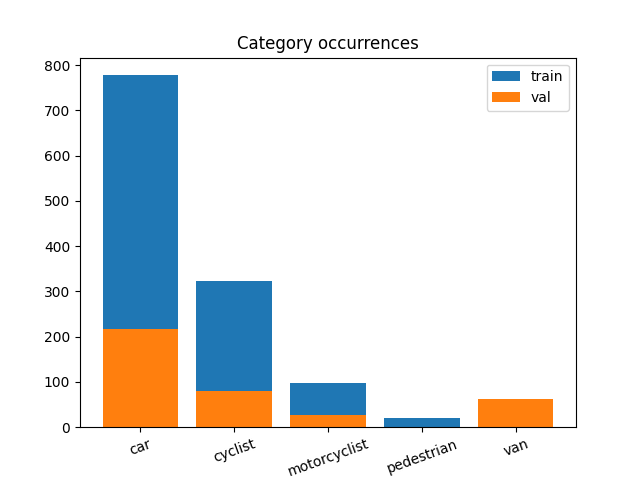 Category occurrences
train
val
800
700
600
500
400
300
200
100
0
car
cyclist
motorcyclist
pedestrian
van